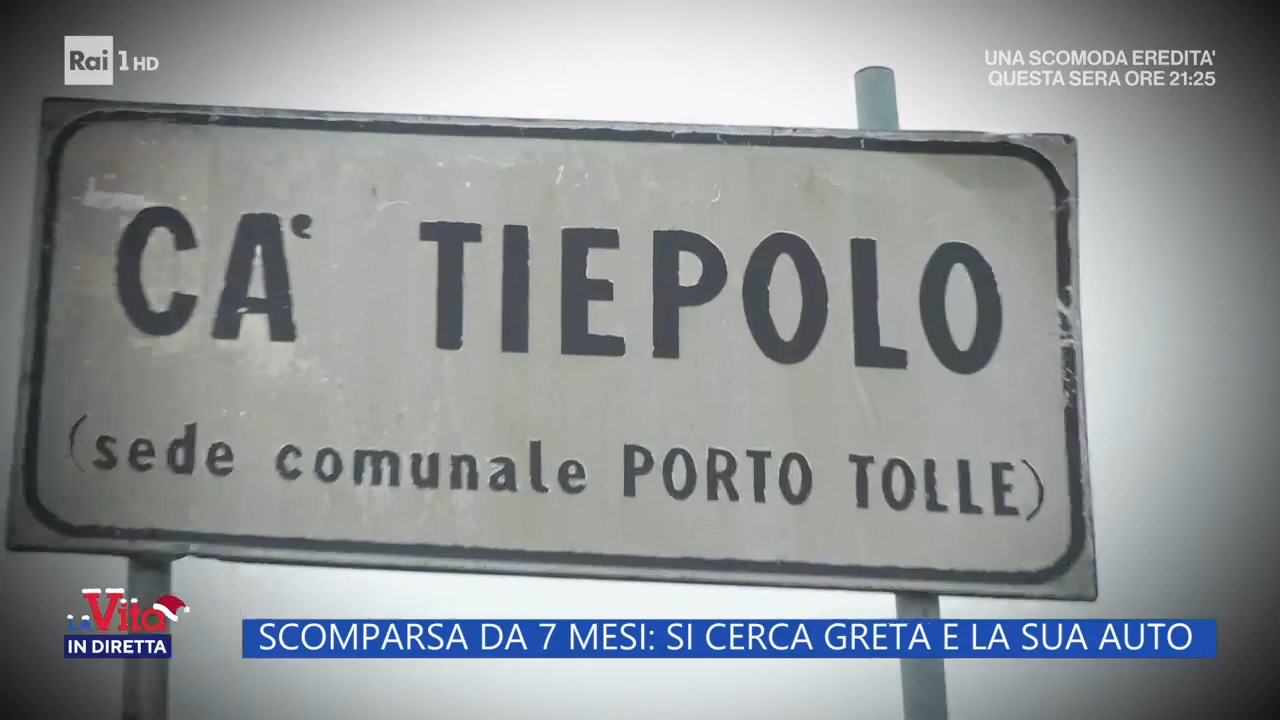 Rai 1 HD
UNA SCOMODA EREDITA'
QUESTA SERA ORE 21:25
CA' TIEPOLO
(sede comunale PORTO TOLLE)
LA Vita
IN DIRETTA
SCOMPARSA DA 7 MESI: SI CERCA GRETA E LA SUA AUTO